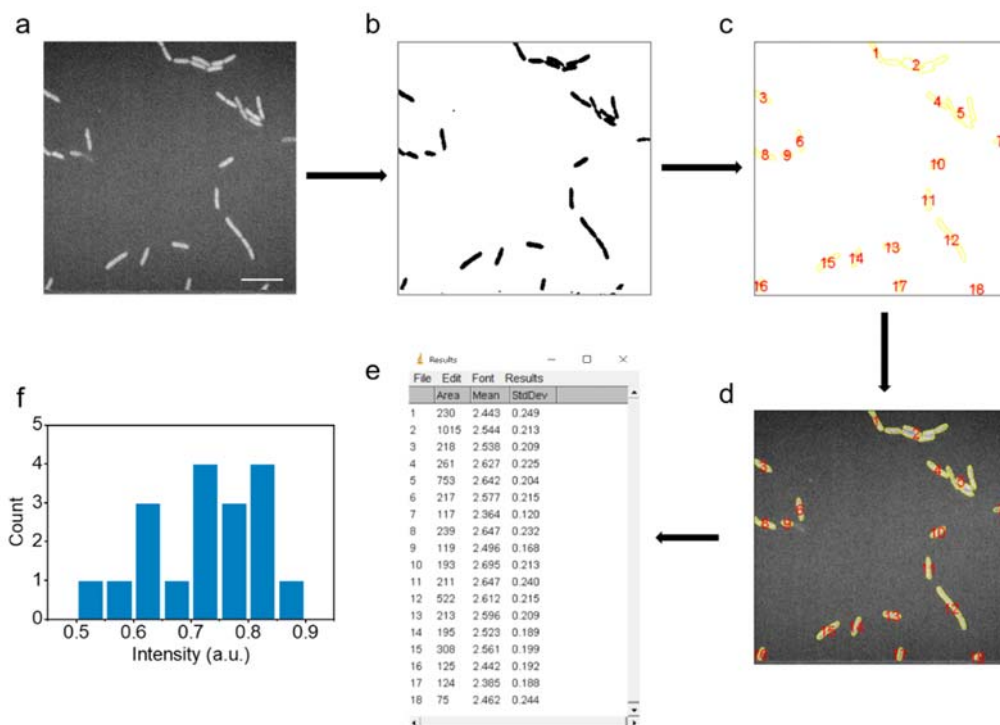 a
b
c
1
2
3
4
5
6
7
8
9
10
11
12
13
14
15
16
17
18
d
e
Results
File Edit Font Results
Area Mean StdDev
1 230 2.443 0.249
2 1015 2.544 0.213
3 218 2.538 0.209
4 261 2.627 0.225
5 753 2.642 0.204
6 217 2.577 0.215
7 117 2.364 0.120
8 239 2.647 0.232
9 119 2.496 0.168
10 193 2.695 0.213
11 211 2.647 0.240
12 522 2.612 0.215
13 213 2.596 0.209
14 195 2.523 0.189
15 308 2.561 0.199
16 125 2.442 0.192
17 124 2.385 0.188
18 75 2.462 0.244
f
Count
5
4
3
2
1
0
0.5 0.6 0.7 0.8 0.9
Intensity (a.u.)